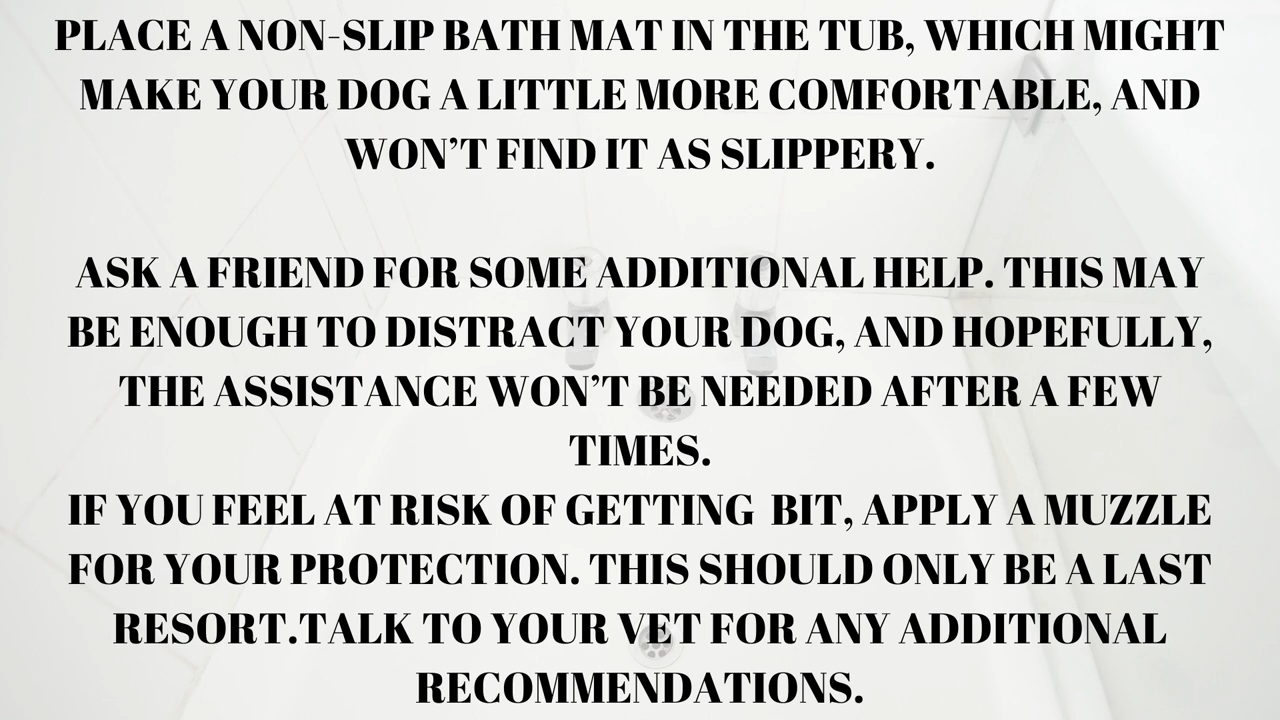 PLACE A NON-SLIP BATH MAT IN THE TUB, WHICH MIGHT
MAKE YOUR DOG A LITTLE MORE COMFORTABLE, AND
WON’T FIND IT AS SLIPPERY.
ASK A FRIEND FOR SOME ADDITIONAL HELP. THIS MAY
BE ENOUGH TO DISTRACT YOUR DOG, AND HOPEFULLY,
THE ASSISTANCE WON’T BE NEEDED AFTER A FEW
TIMES.
IF YOU FEEL AT RISK OF GETTING  BIT, APPLY A MUZZLE
FOR YOUR PROTECTION. THIS SHOULD ONLY BE A LAST
RESORT.TALK TO YOUR VET FOR ANY ADDITIONAL
RECOMMENDATIONS.